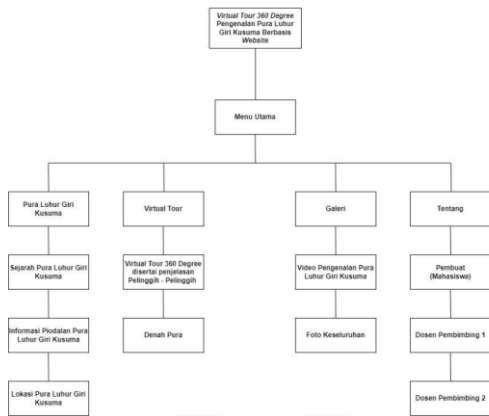 Virtual Tour 360 Degree
Pengenalan Pura Luhur
Giri Kusuma Berbasis
Website
Menu Utama
Pura Luhur Giri
Kusuma
Virtual Tour
Galeri
Tentang
Sejarah Pura Luhur Giri
Kusuma
Virtual Tour 360 Degree
disertai penjelasan
Pelinggih - Pelinggih
Video Pengenalan Pura
Luhur Giri Kusuma
Pembuat
(Mahasiswa)
Informasi Piodalan Pura
Luhur Giri Kusuma
Denah Pura
Foto Keseluruhan
Dosen Pembimbing 1
Lokasi Pura Luhur Giri
Kusuma
Dosen Pembimbing 2